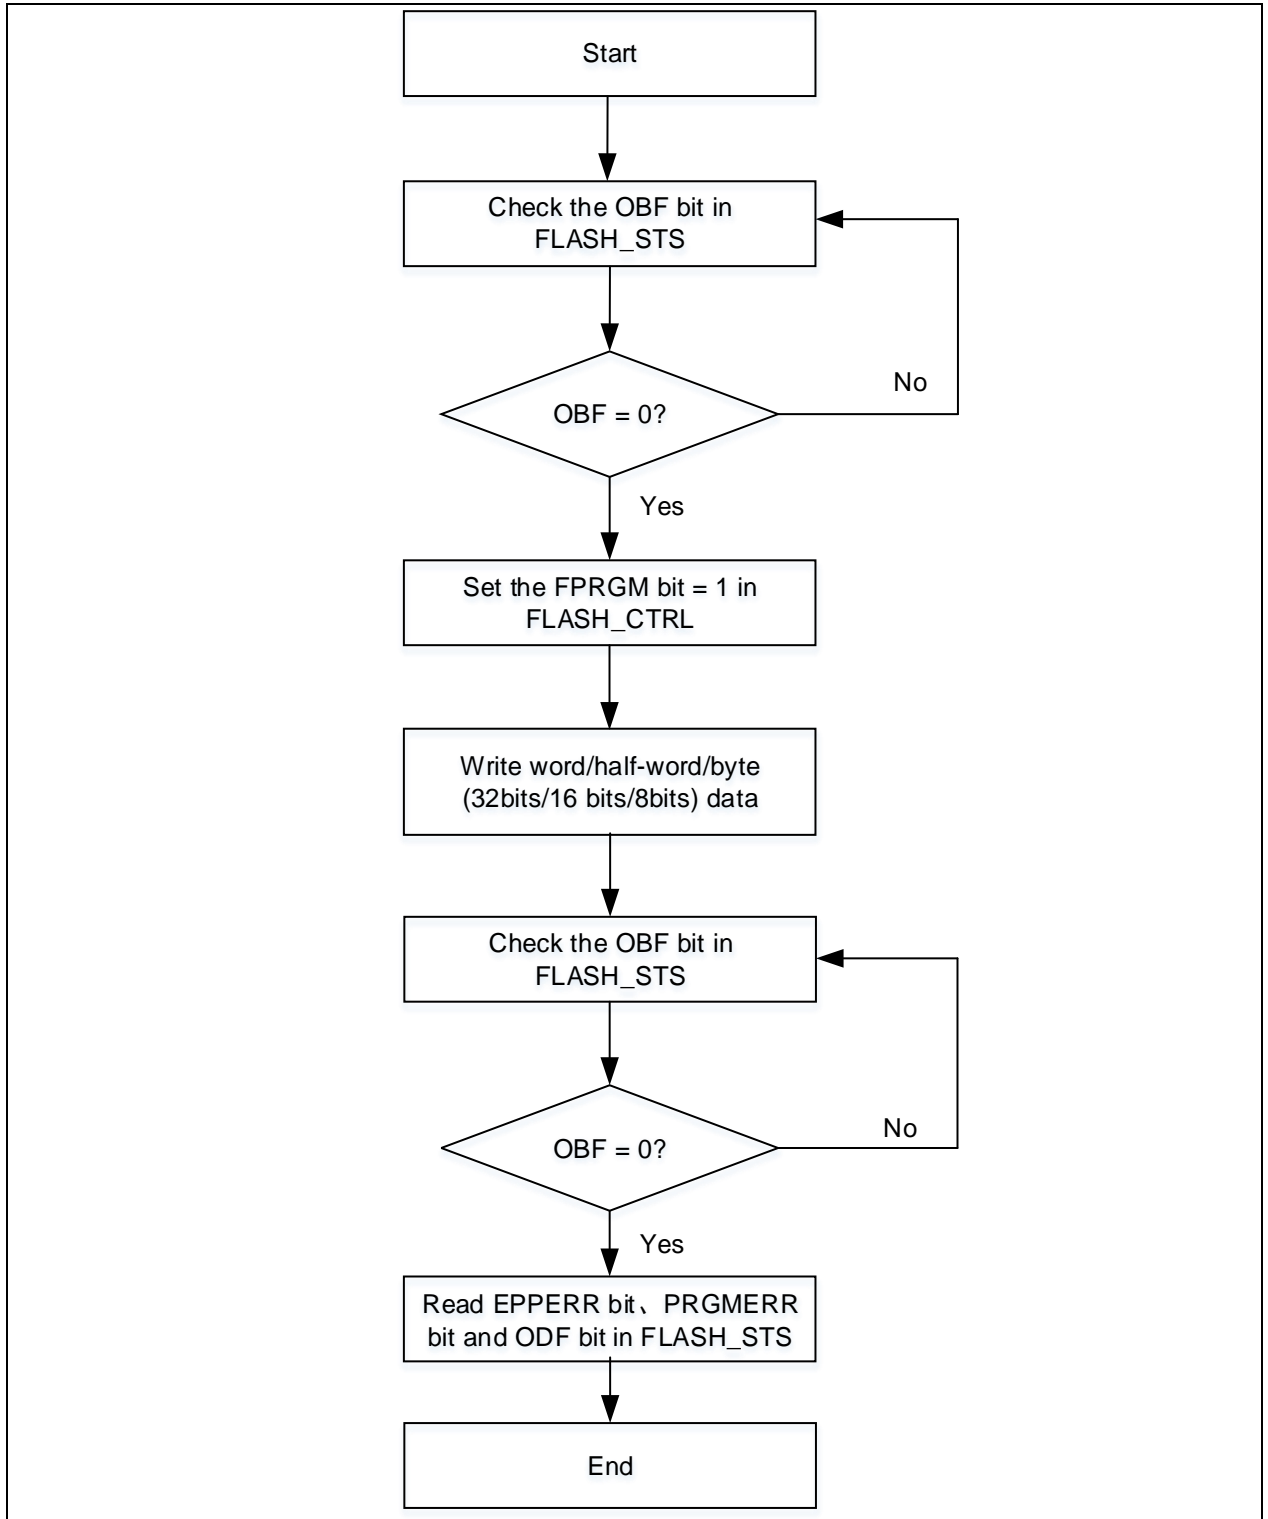 Start
Check the OBF bit in
FLASH_STS
OBF = 0?
No
Yes
Set the FPRGM bit = 1 in
FLASH_CTRL
Write word/half-word/byte
(32bits/16 bits/8bits) data
Check the OBF bit in
FLASH_STS
OBF = 0?
No
Yes
Read EPPERR bit、PRGMERR
bit and ODF bit in FLASH_STS
End